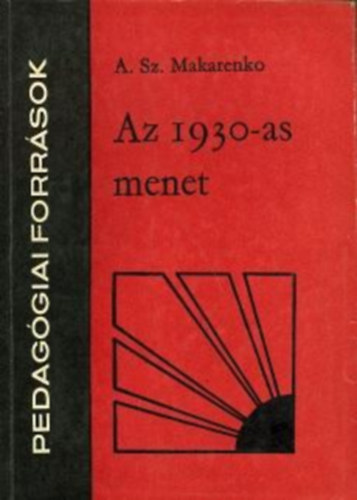 PEDAGÓGIAI FORRÁSOK
A. Sz. Makarenko
Az 1930-as
menet